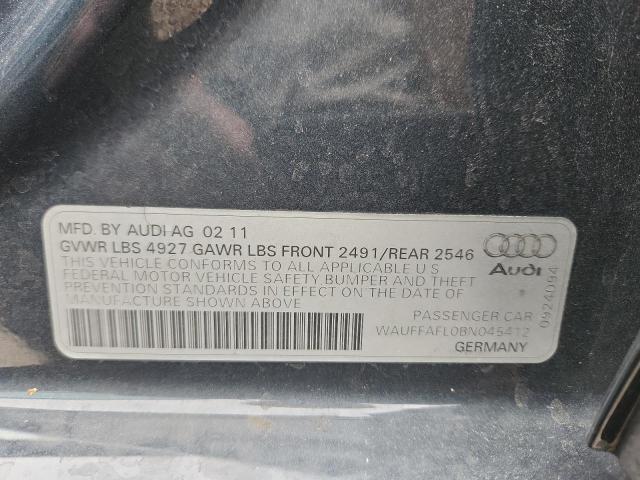 MFD. BY AUDI AG 02 11
GVWR LBS 4927 GAWR LBS FRONT 2491/REAR 2546
THIS VEHICLE CONFORMS TO ALL APPLICABLE U S
FEDERAL MOTOR VEHICLE SAFETY BUMPER AND THEFT
PREVENTION STANDARDS IN EFFECT ON THE DATE OF
MANUFACTURE SHOWN ABOVE
Audi
0924094
PASSENGER CAR
WAUFFAFL0BN045412
GERMANY